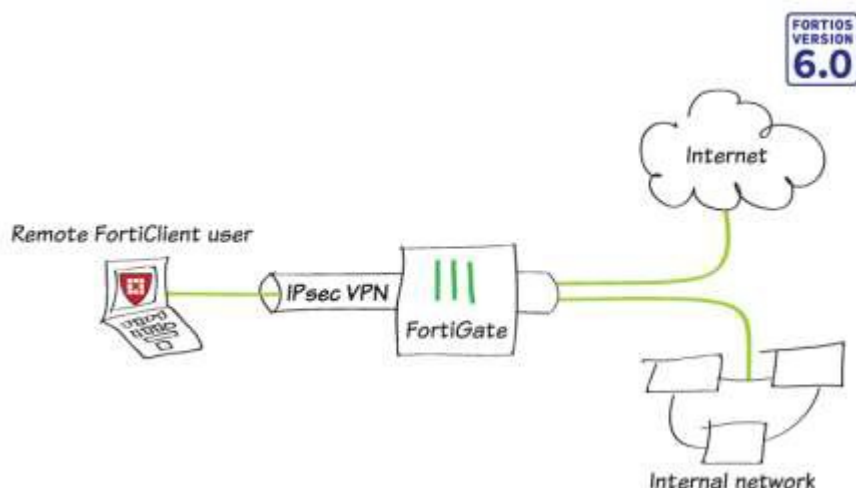 FORTIOS
VERSION
6.0
Internet
Remote FortiClient user
IPsec VPN
FortiGate
Internal network